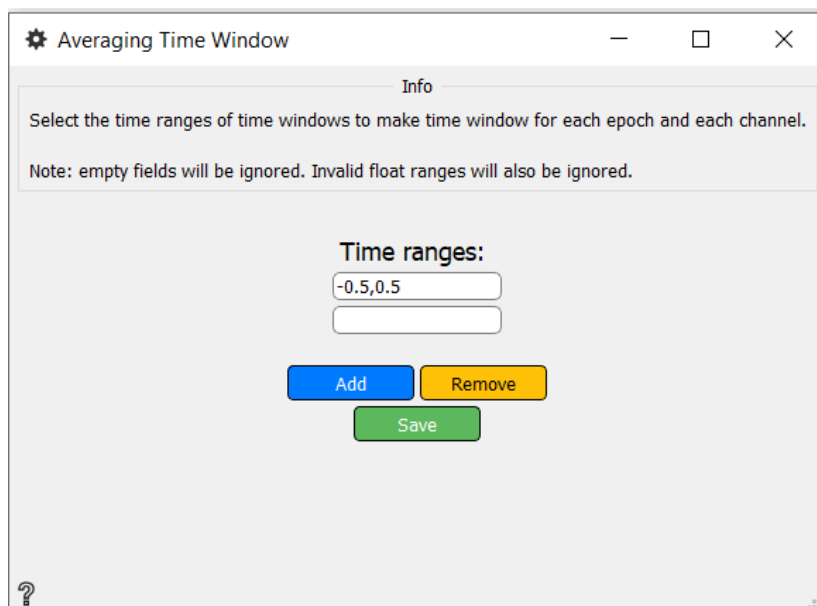 Averaging Time Window
Info
Select the time ranges of time windows to make time window for each epoch and each channel.
Note: empty fields will be ignored. Invalid float ranges will also be ignored.
Time ranges:
-0.5,0.5
Add Remove
Save
?